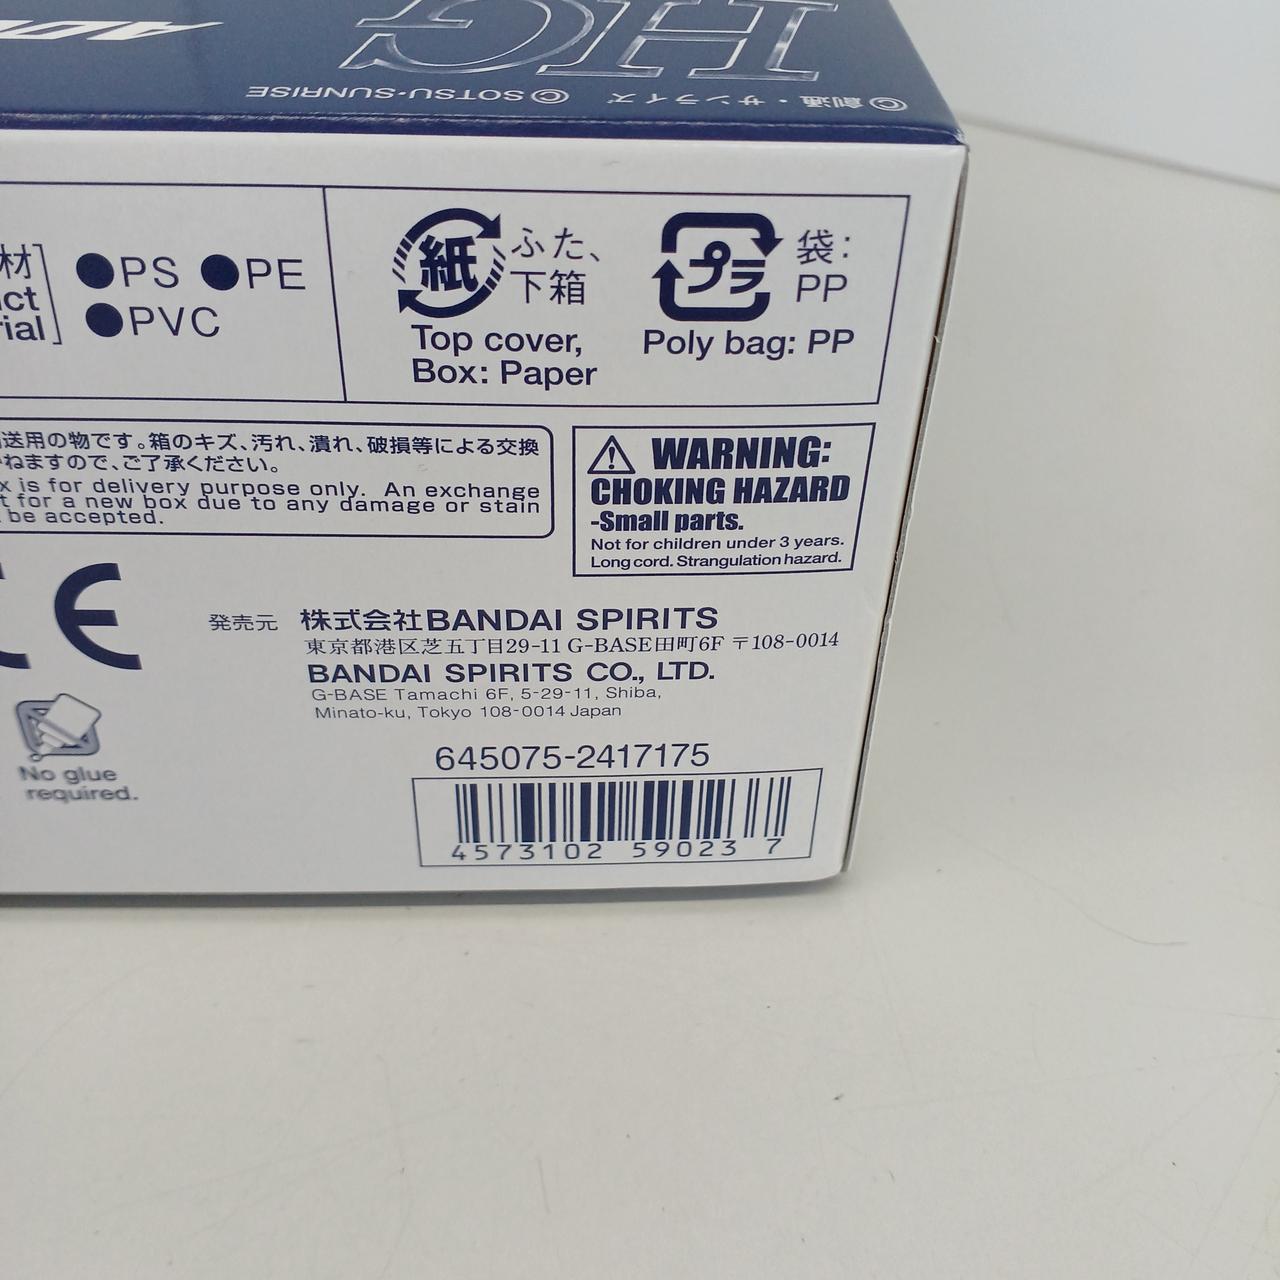 HG
©創通・サンライズ ©SOTSU・SUNRISE
材]
●PS ●PE
●PVC
紙
ふた、
下箱
Top cover,
Box: Paper
プラ
袋:
PP
Poly bag: PP
送用の物です。箱のキズ、汚れ、潰れ、破損等による交換
ねますので、ご了承ください。
x is for delivery purpose only. An exchange
t for a new box due to any damage or stain
be accepted.
WARNING:
CHOKING HAZARD
-Small parts.
Not for children under 3 years.
Long cord. Strangulation hazard.
CE
No glue
required.
発売元 株式会社BANDAI SPIRITS
東京都港区芝五丁目29-11 G-BASE田町6F 〒108-0014
BANDAI SPIRITS CO., LTD.
G-BASE Tamachi 6F, 5-29-11, Shiba,
Minato-ku, Tokyo 108-0014 Japan
645075-2417175
4573102 59023 7